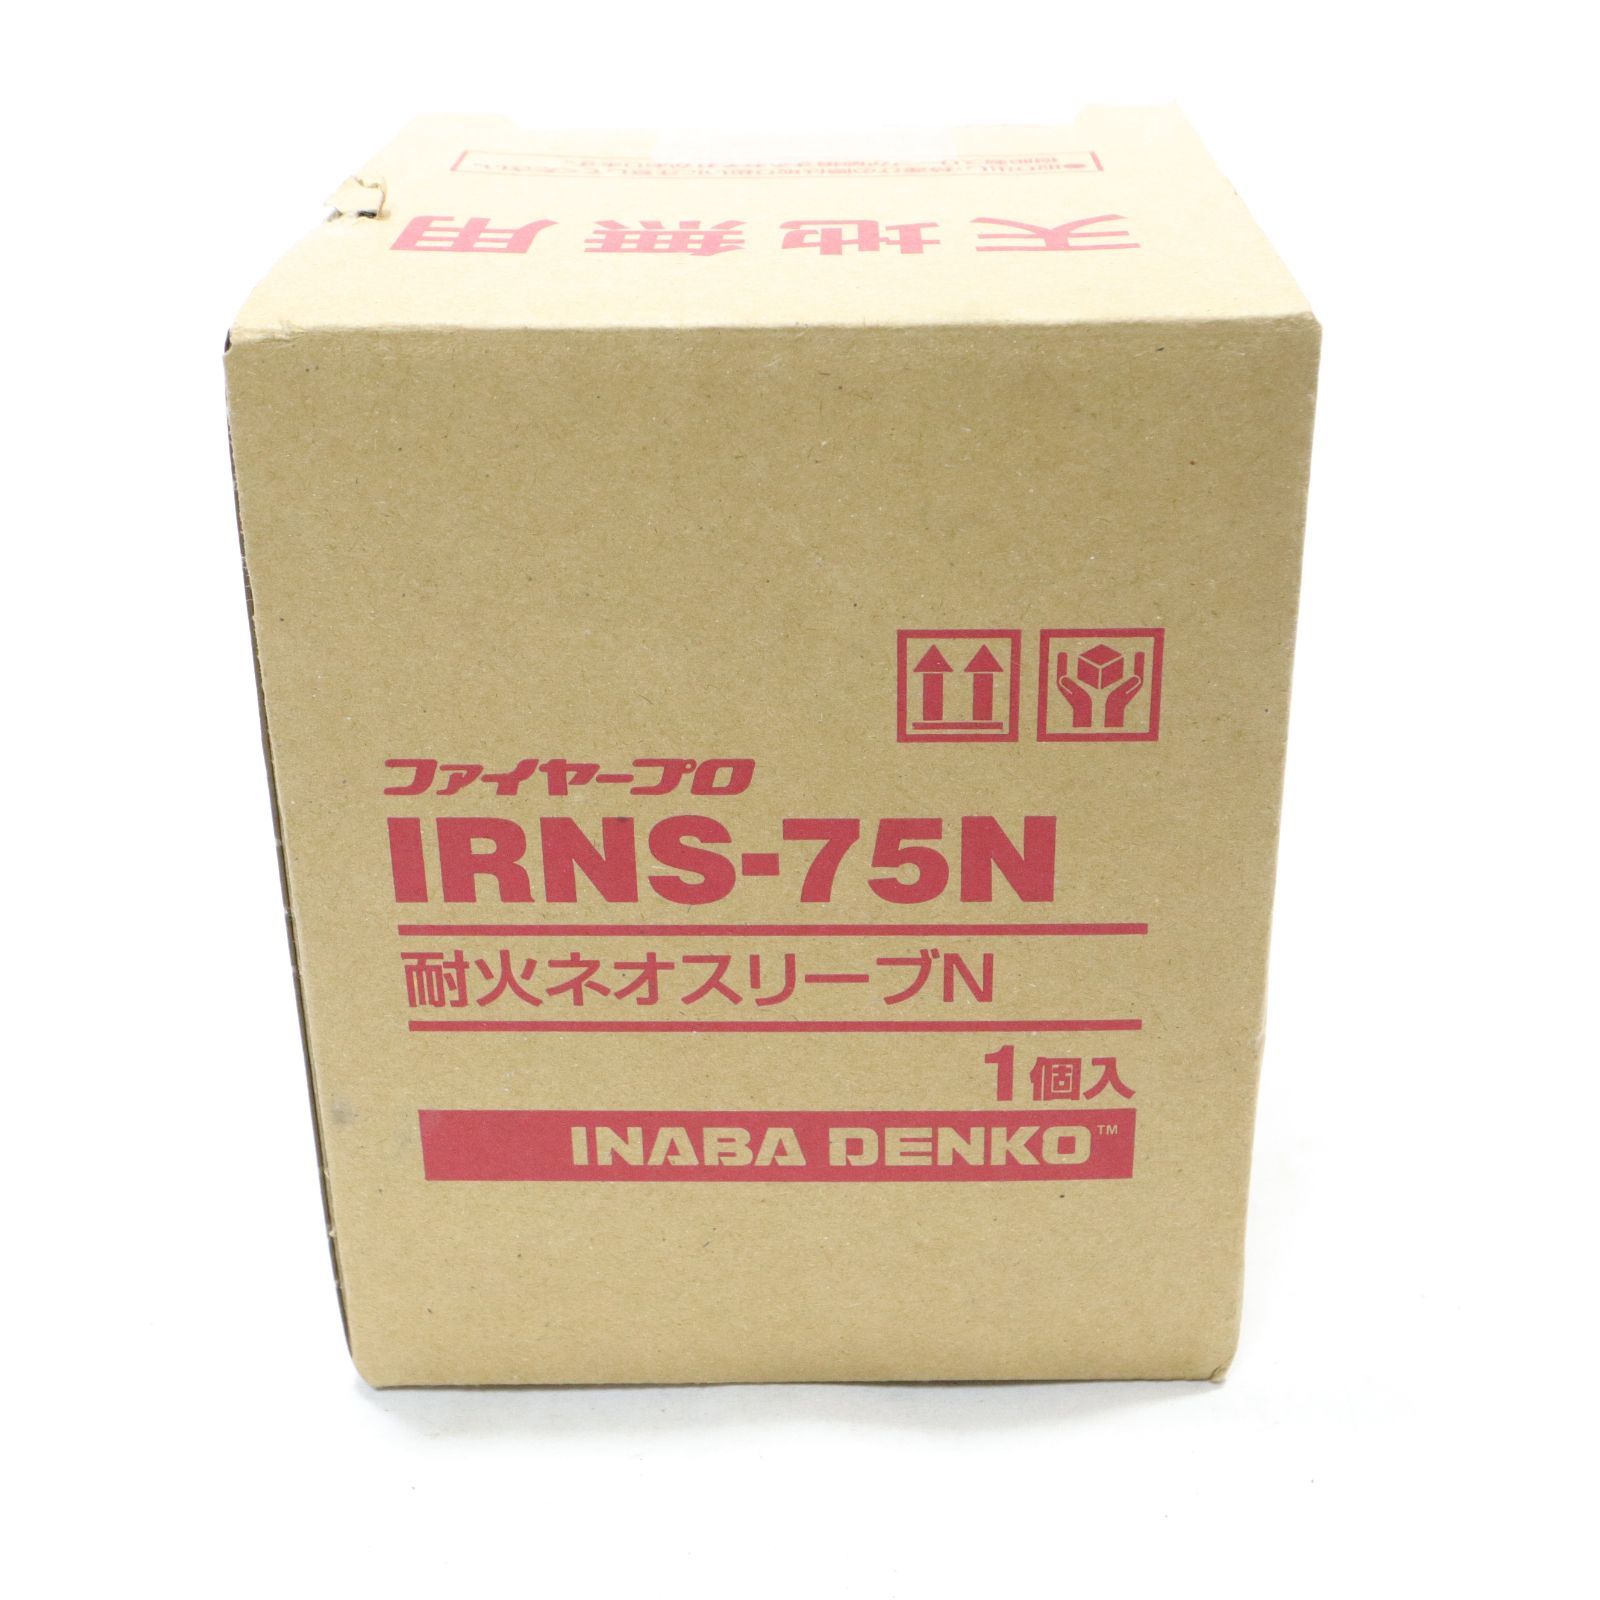 天地無用
ファイヤープロ
IRNS-75N
耐火ネオスリーブN
1個入
INABA DENKO™